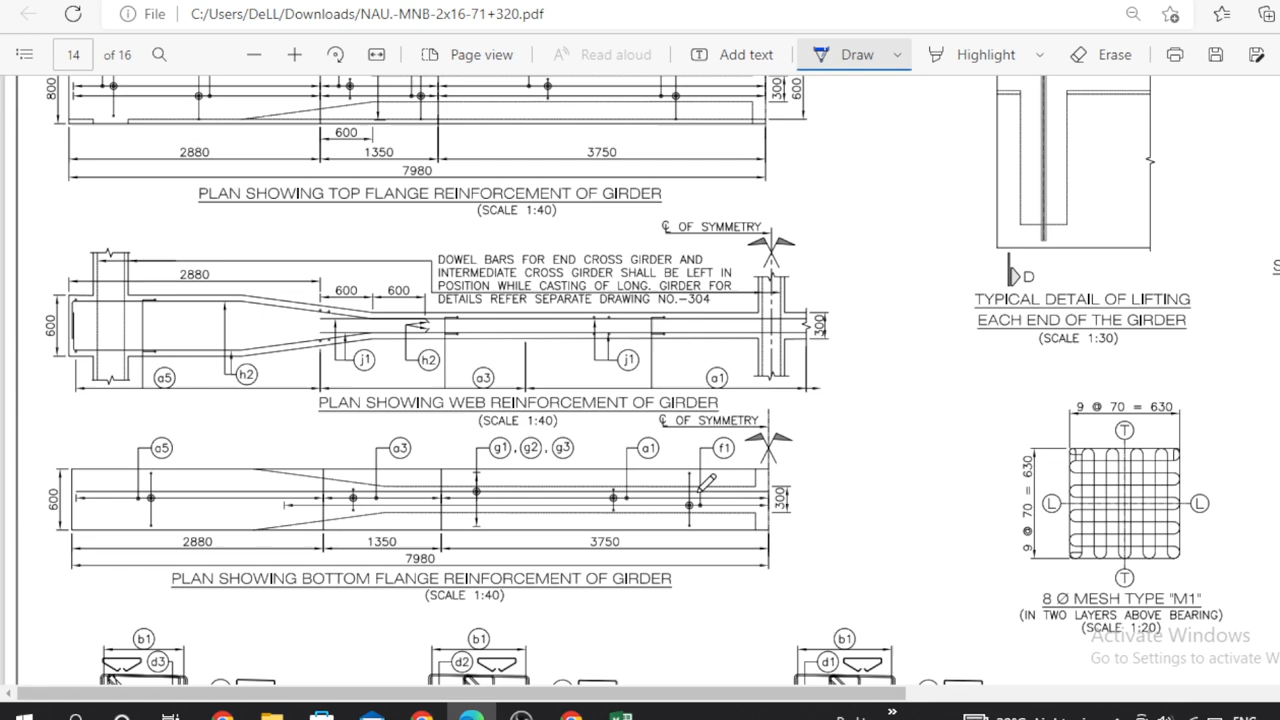 File C:/Users/DeLL/Downloads/NAU.-MNB-2x16-71+320.pdf
14 of 16 Page view Read aloud Add text Draw Highlight Erase
800
300
600
600
2880 1350 3750
7980
PLAN SHOWING TOP FLANGE REINFORCEMENT OF GIRDER
(SCALE 1:40)
℄ OF SYMMETRY
DOWEL BARS FOR END CROSS GIRDER AND
INTERMEDIATE CROSS GIRDER SHALL BE LEFT IN
POSITION WHILE CASTING OF LONG. GIRDER FOR
DETAILS REFER SEPARATE DRAWING NO.-304
2880
600 600
600
300
j1 h2 j1
h2
a5 a3 a1
PLAN SHOWING WEB REINFORCEMENT OF GIRDER
(SCALE 1:40)
℄ OF SYMMETRY
a5 a3 g1, g2, g3 a1 f1
600
300
2880 1350 3750
7980
PLAN SHOWING BOTTOM FLANGE REINFORCEMENT OF GIRDER
(SCALE 1:40)
b1 b1 b1
d3 d2 d1
D
TYPICAL DETAIL OF LIFTING
EACH END OF THE GIRDER
(SCALE 1:30)
9 @ 70 = 630
T
9 @ 70 = 630
L L
T
8 Ø MESH TYPE "M1"
(IN TWO LAYERS ABOVE BEARING)
(SCALE 1:20)
Activate Windows
Go to Settings to activate W